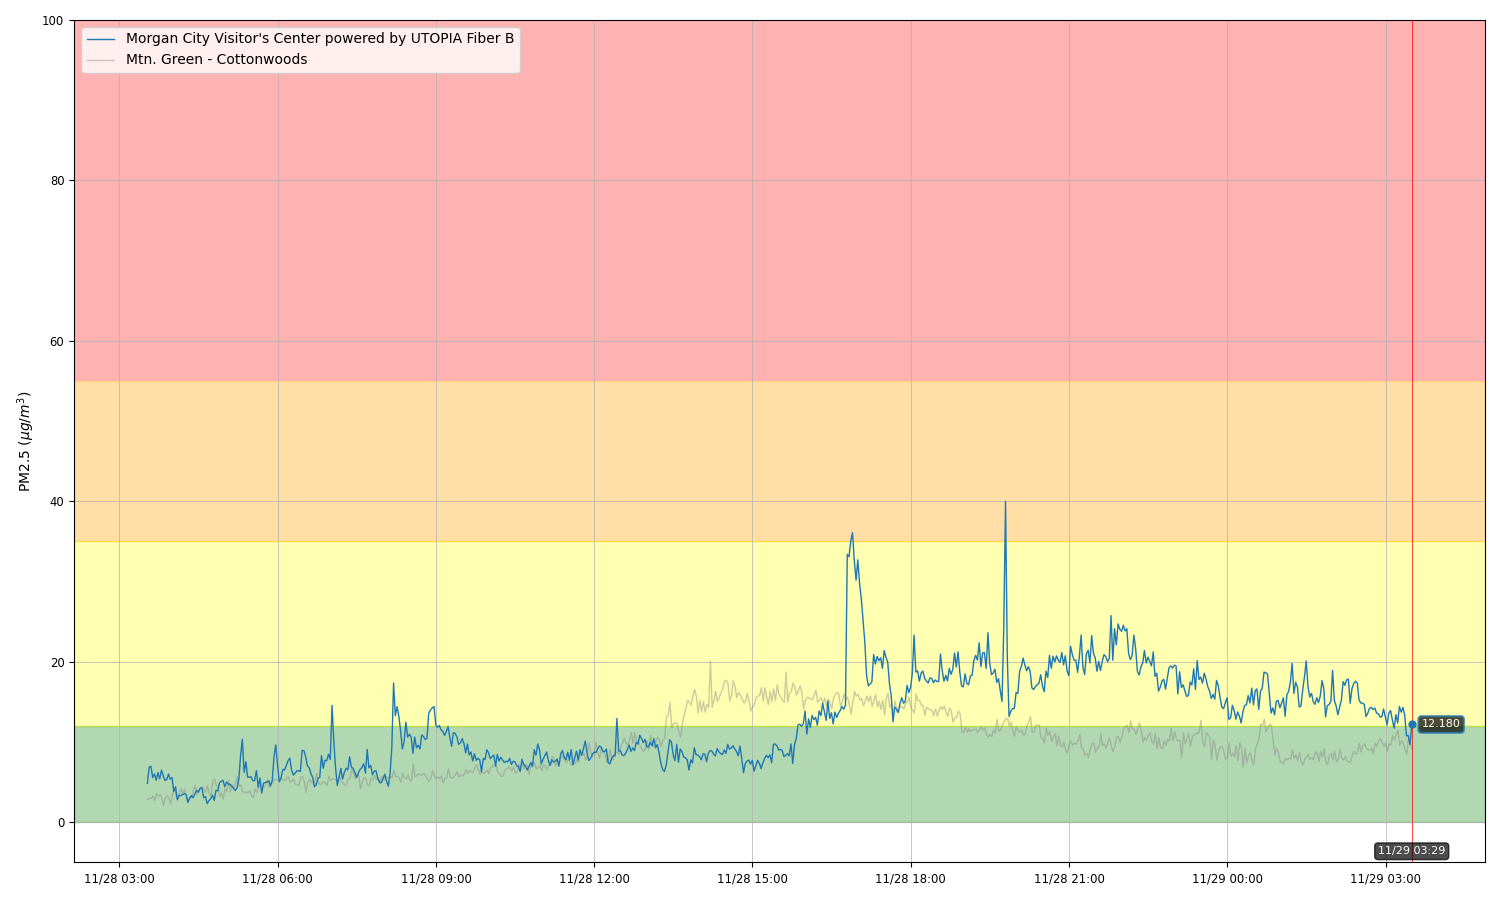 Morgan City Visitor's Center powered by UTOPIA Fiber B
Mtn. Green - Cottonwoods
100
80
60
40
20
0
PM2.5 (μg/m³)
12.180
11/29 03:29
11/28 03:00 11/28 06:00 11/28 09:00 11/28 12:00 11/28 15:00 11/28 18:00 11/28 21:00 11/29 00:00 11/29 03:00